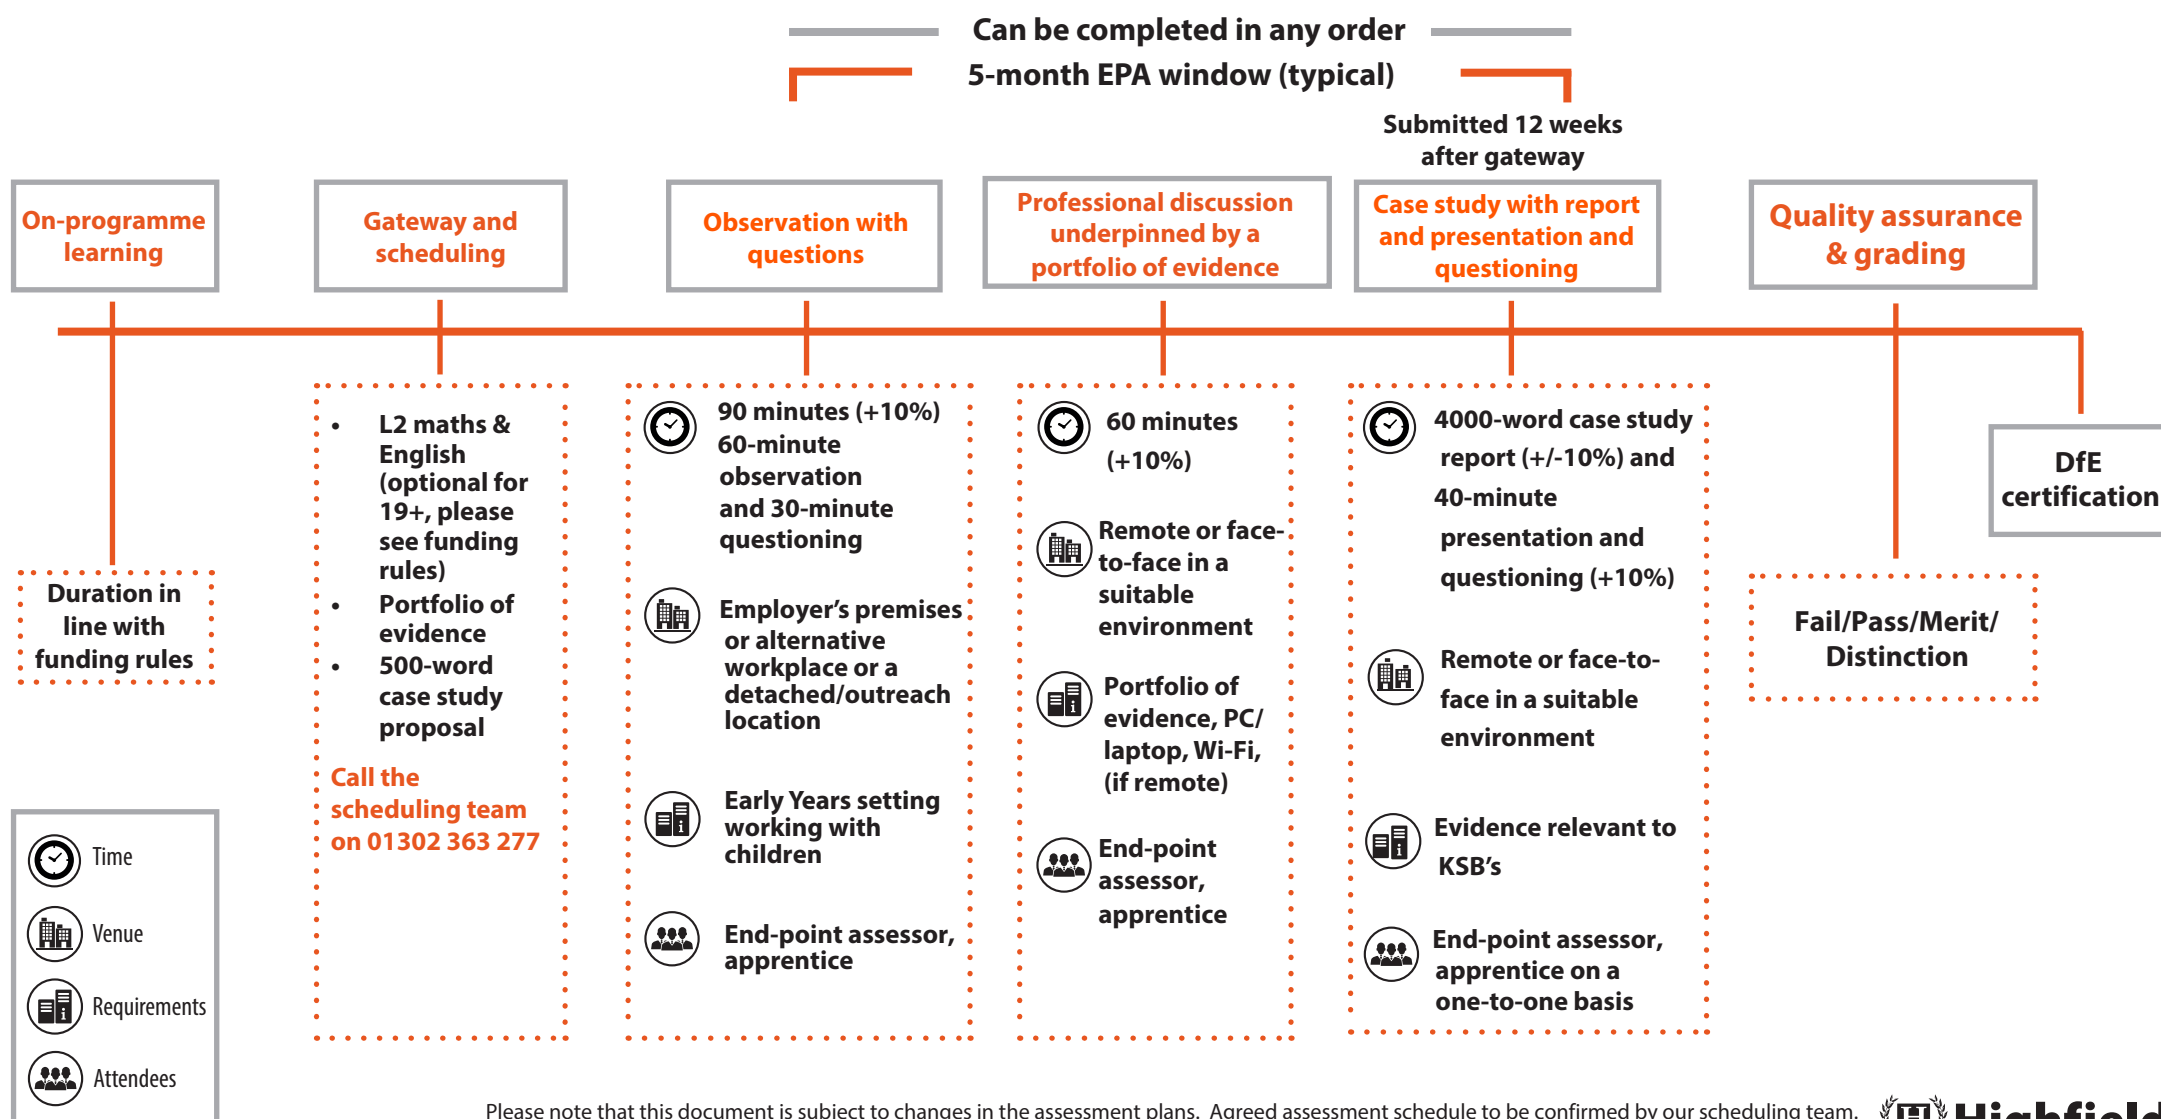 Can be completed in any order
5-month EPA window (typical)
Submitted 12 weeks
after gateway
On-programme
learning
Gateway and
scheduling
Observation with
questions
Professional discussion
underpinned by a
portfolio of evidence
Case study with report
and presentation and
questioning
Quality assurance
& grading
Duration in
line with
funding rules
• L2 maths &
English
(optional for
19+, please
see funding
rules)
• Portfolio of
evidence
• 500-word
case study
proposal
Call the
scheduling team
on 01302 363 277
90 minutes (+10%)
60-minute
observation
and 30-minute
questioning
Employer’s premises
or alternative
workplace or a
detached/outreach
location
Early Years setting
working with
children
End-point assessor,
apprentice
60 minutes
(+10%)
Remote or face-
to-face in a
suitable
environment
Portfolio of
evidence, PC/
laptop, Wi-Fi,
(if remote)
End-point
assessor,
apprentice
4000-word case study
report (+/-10%) and
40-minute
presentation and
questioning (+10%)
Remote or face-to-
face in a suitable
environment
Evidence relevant to
KSB’s
End-point assessor,
apprentice on a
one-to-one basis
Fail/Pass/Merit/
Distinction
DfE
certification
Time
Venue
Requirements
Attendees
Please note that this document is subject to changes in the assessment plans. Agreed assessment schedule to be confirmed by our scheduling team.
Highfield